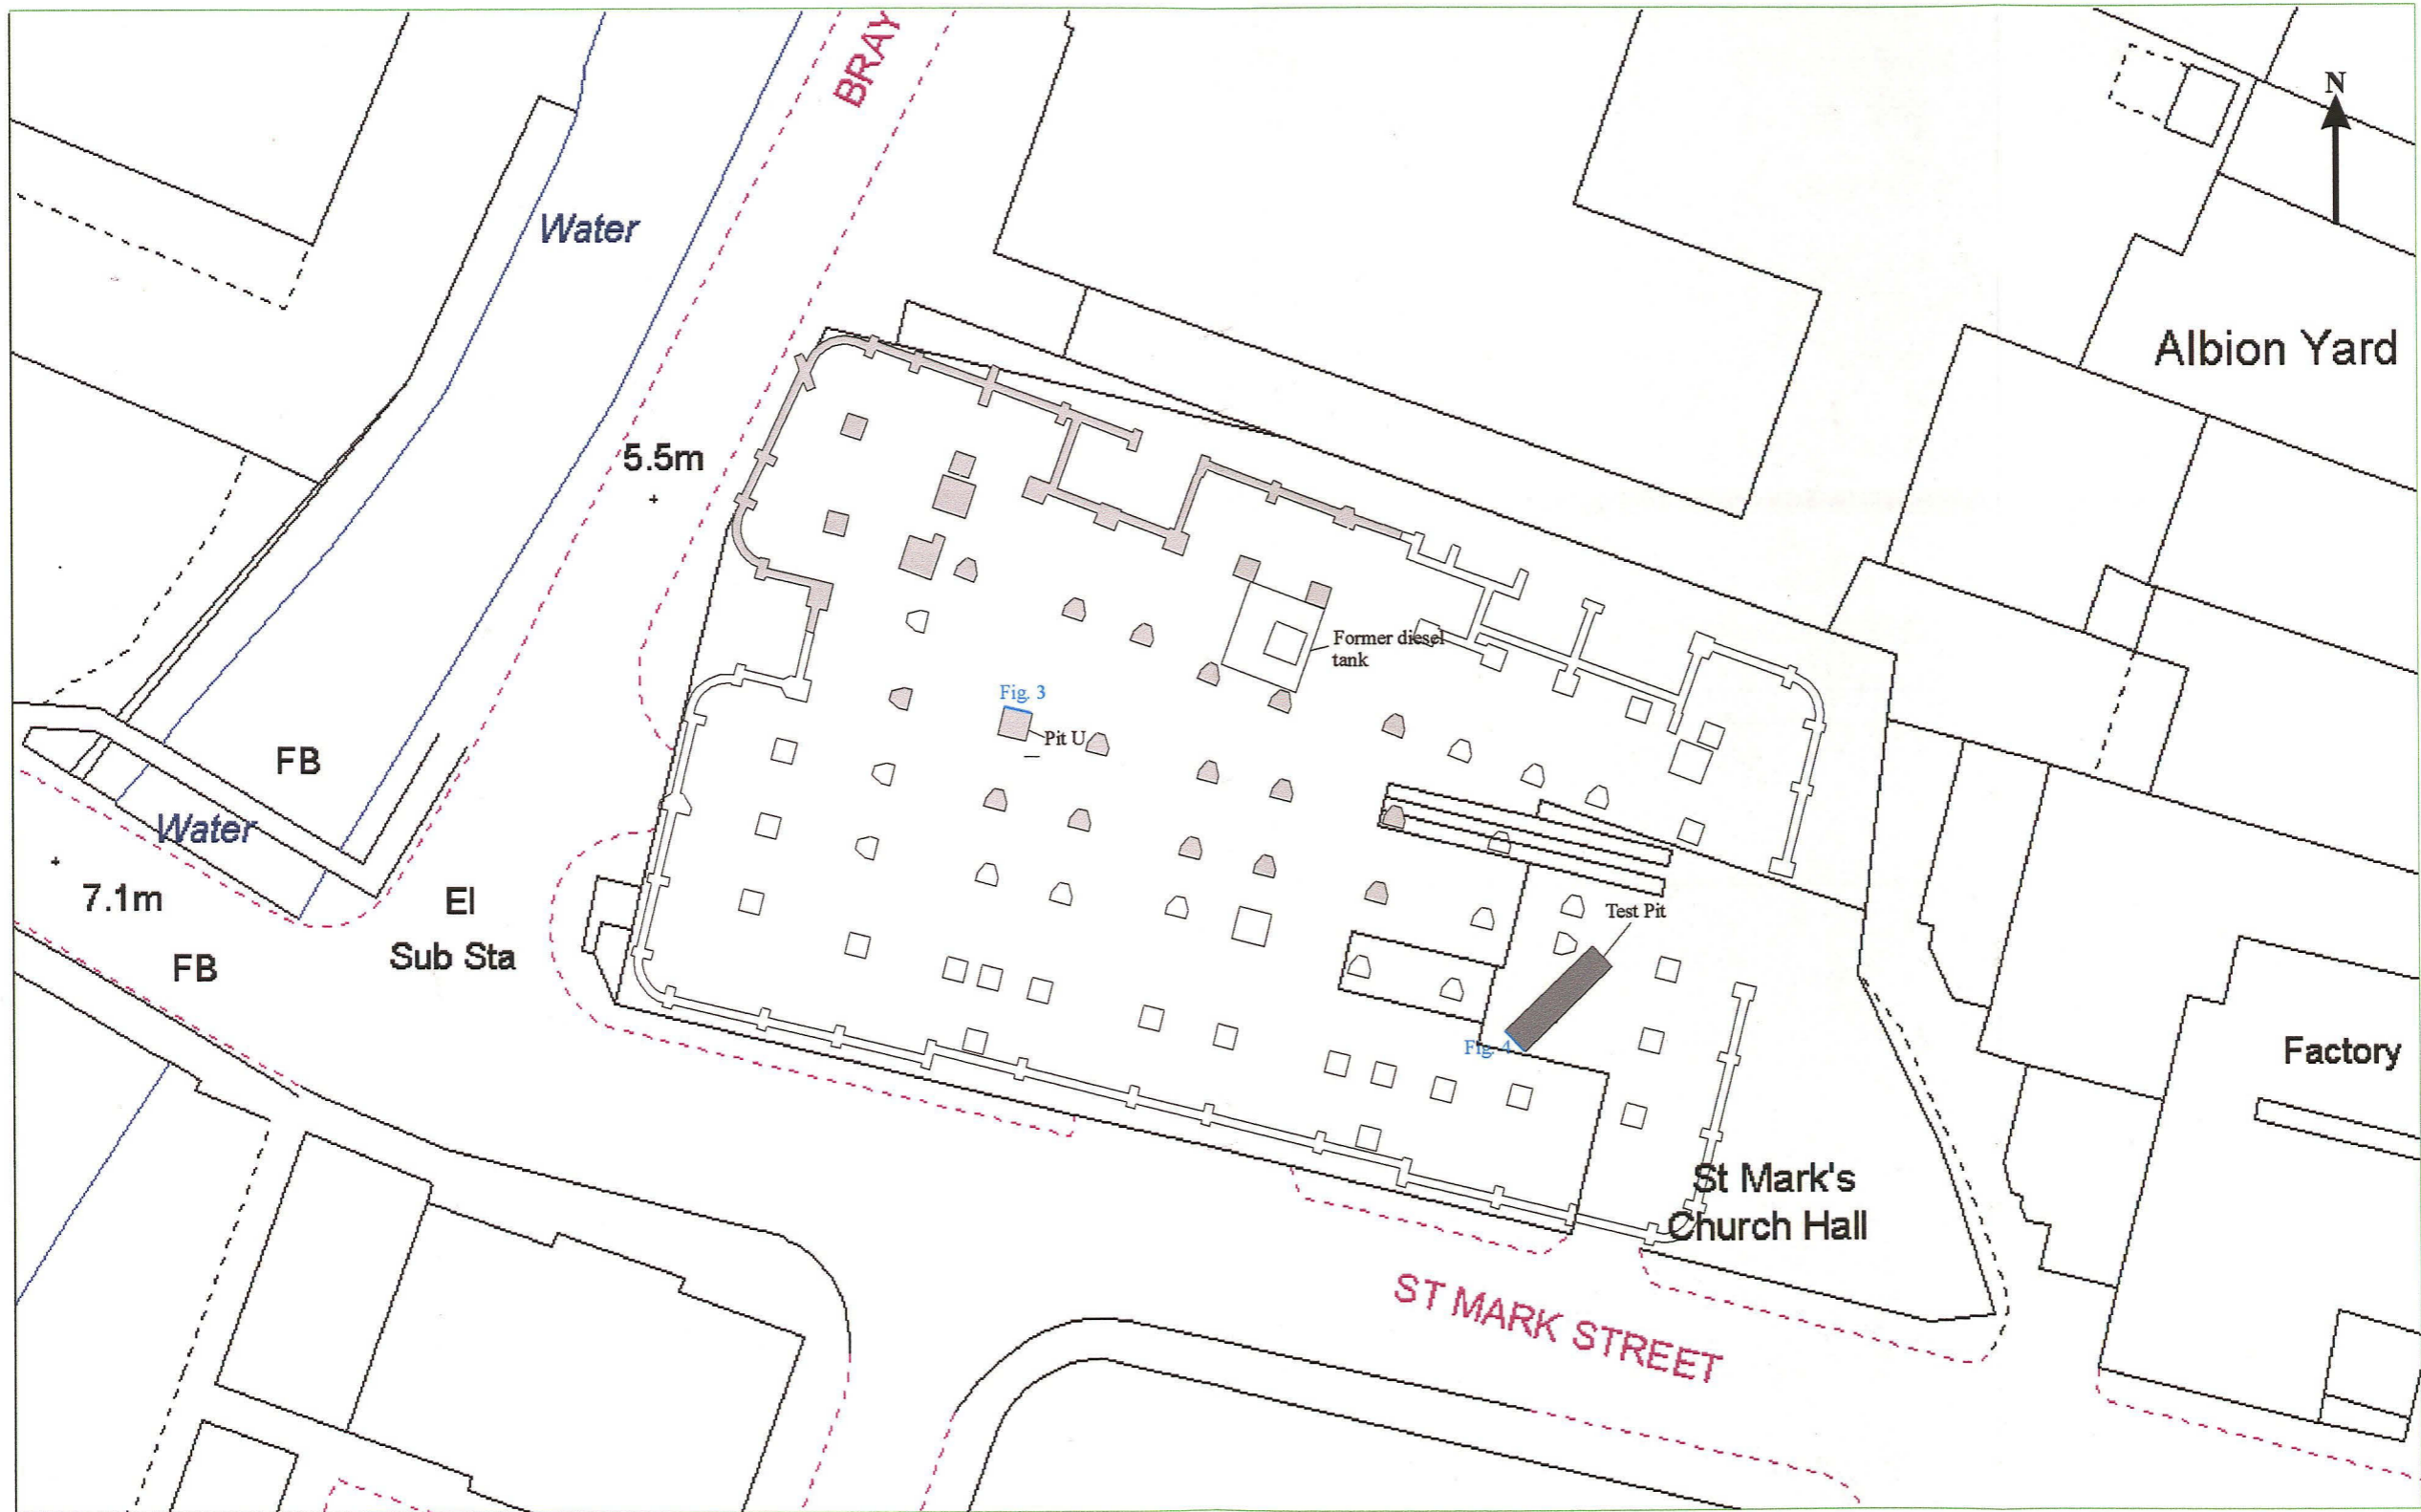 BRAY
N
Water
Albion Yard
5.5m
Former diesel
tank
Fig. 3
Pit U
FB
Water
7.1m
El
Sub Sta
FB
Test Pit
Fig. 4
Factory
St Mark's
Church Hall
ST MARK STREET